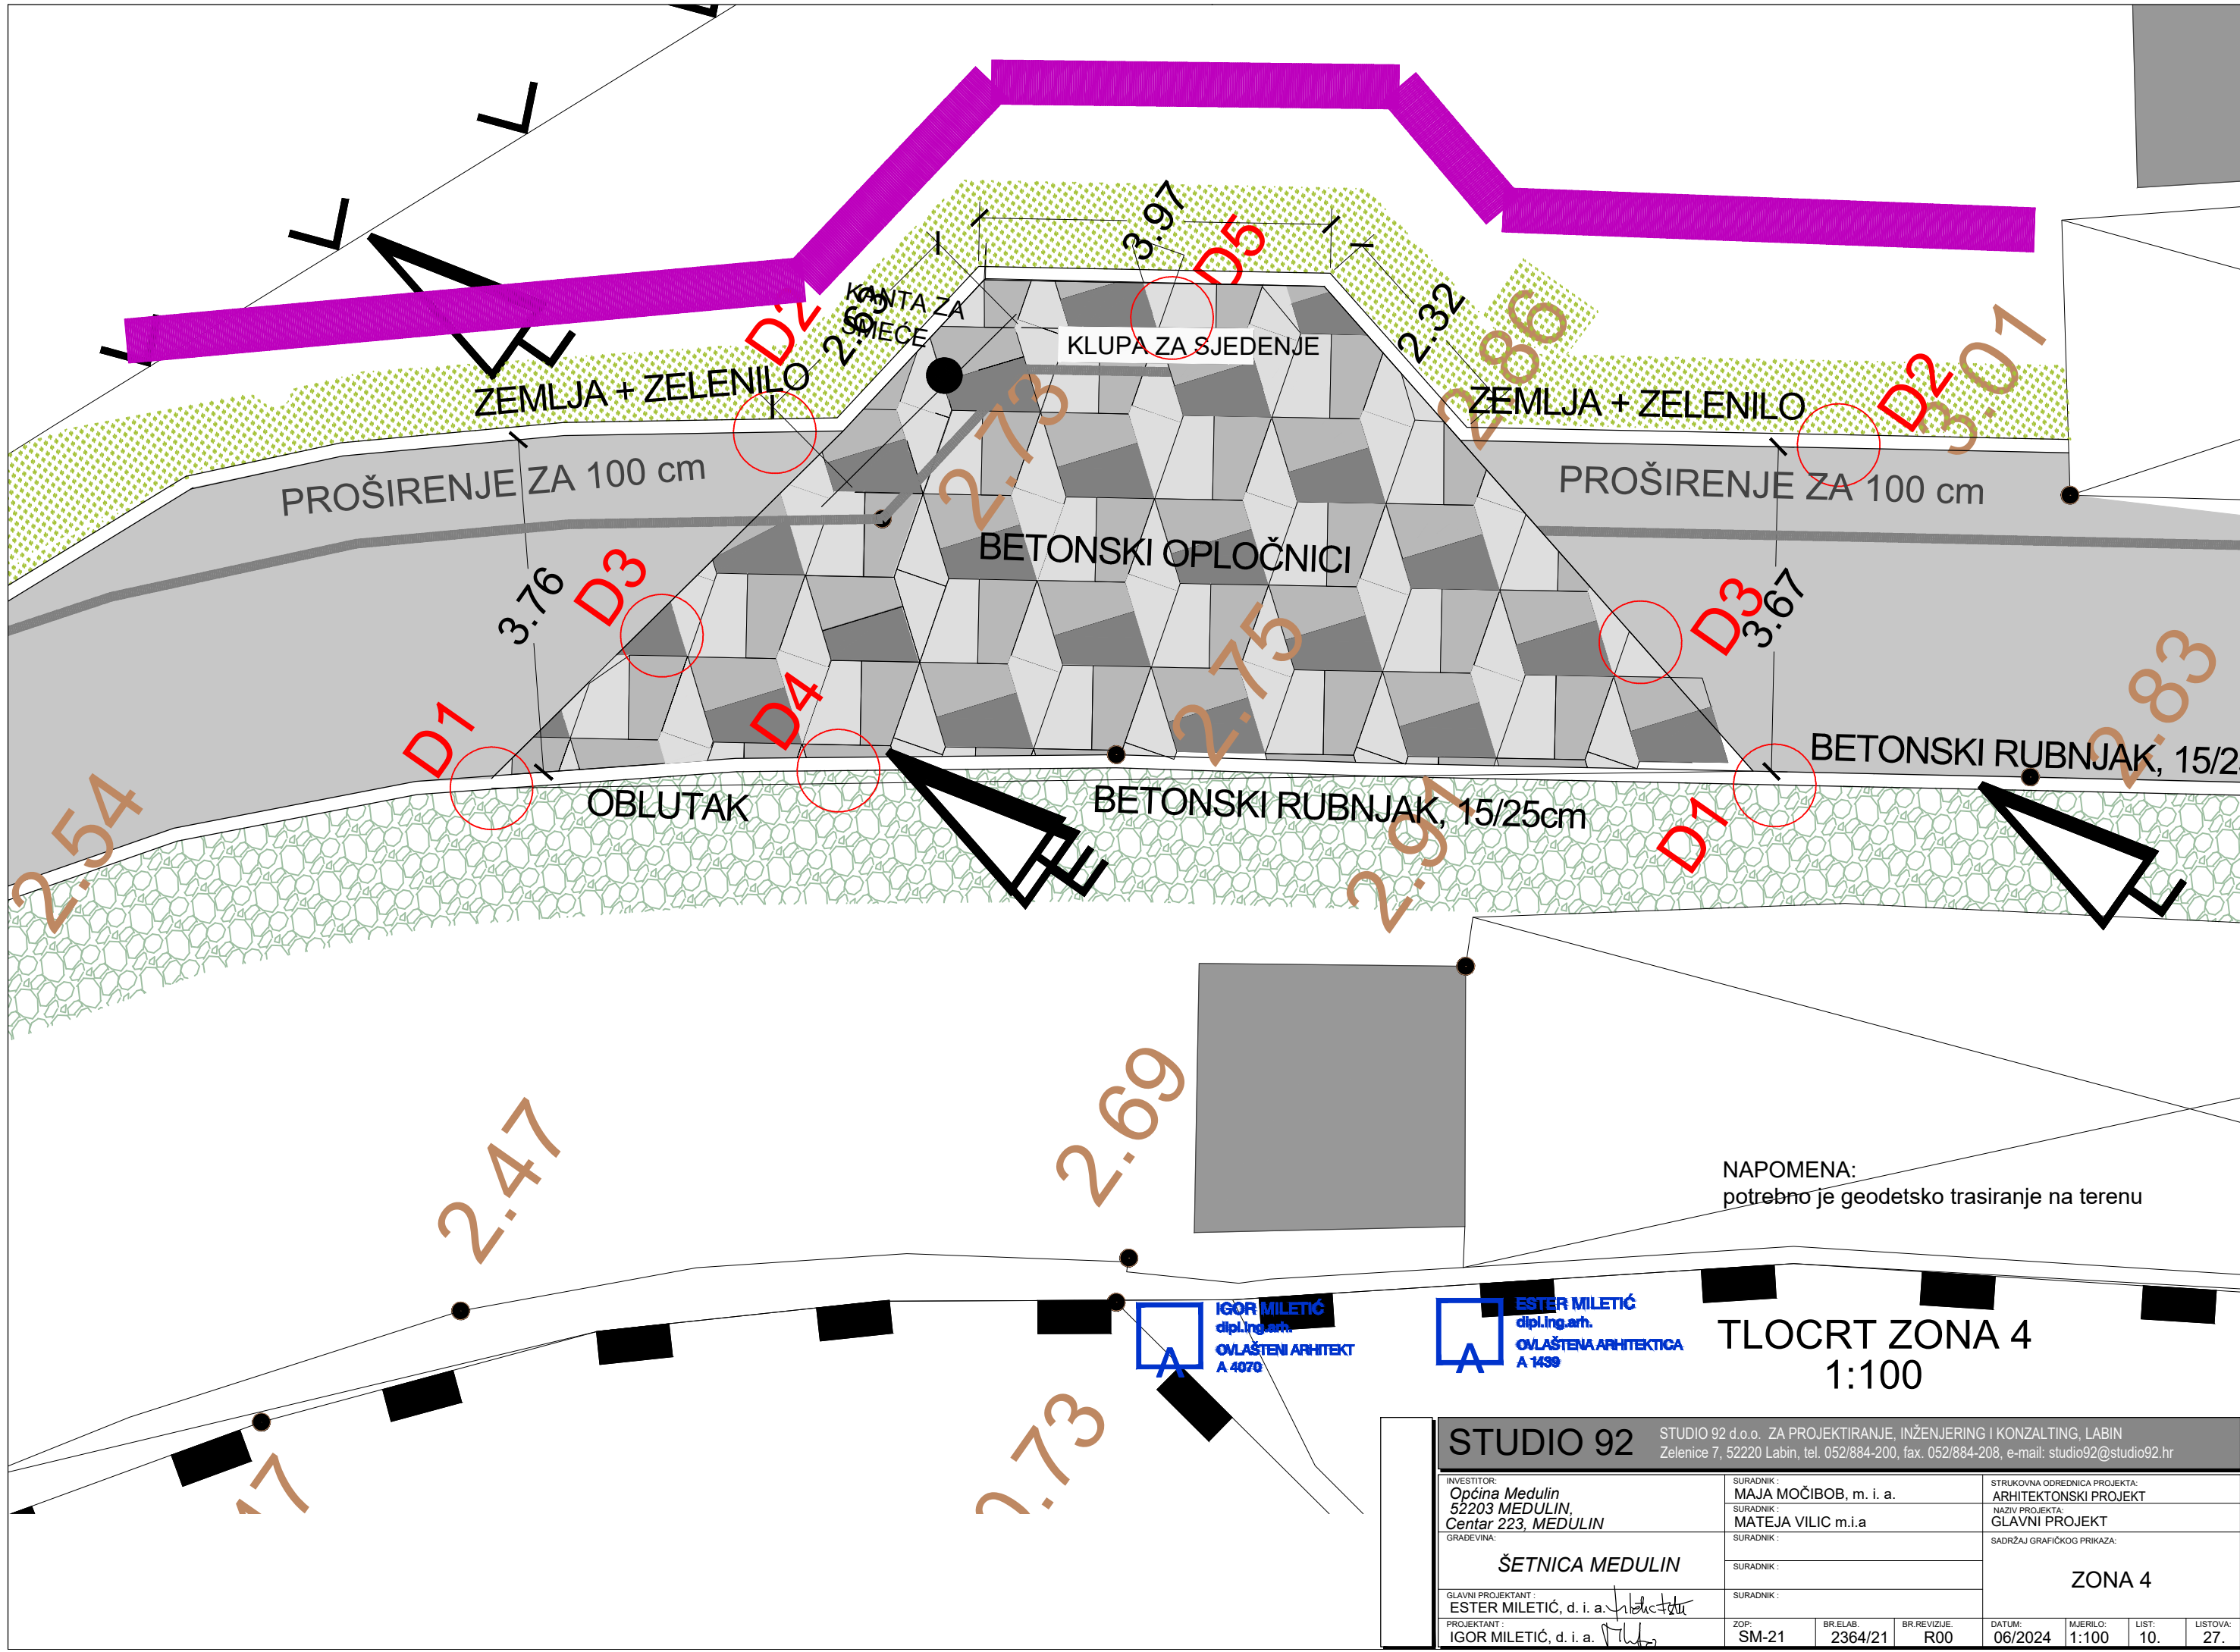 3.97
D5
KANTA ZA
SMEĆE
D2
2.63
KLUPA ZA SJEDENJE
2.32
2.86
3.01
D2
ZEMLJA + ZELENILO
ZEMLJA + ZELENILO
2.73
PROŠIRENJE ZA 100 cm
PROŠIRENJE ZA 100 cm
BETONSKI OPLOČNICI
3.76
D3
D3
3.67
2.75
2.83
D4
D1
BETONSKI RUBNJAK, 15/2
OBLUTAK
BETONSKI RUBNJAK, 15/25cm
D1
2.54
2.91
E
2.69
2.47
NAPOMENA:
potrebno je geodetsko trasiranje na terenu
IGOR MILETIĆ
dipl.ing.arh.
OVLAŠTENI ARHITEKT
A 4070
ESTER MILETIĆ
dipl.ing.arh.
OVLAŠTENA ARHITEKTICA
A 1439
TLOCRT ZONA 4
1:100
0.73
STUDIO 92
STUDIO 92 d.o.o. ZA PROJEKTIRANJE, INŽENJERING I KONZALTING, LABIN
Zelenice 7, 52220 Labin, tel. 052/884-200, fax. 052/884-208, e-mail: studio92@studio92.hr
INVESTITOR:
Općina Medulin
52203 MEDULIN,
Centar 223, MEDULIN
GRAĐEVINA:
ŠETNICA MEDULIN
GLAVNI PROJEKTANT :
ESTER MILETIĆ, d. i. a.
PROJEKTANT :
IGOR MILETIĆ, d. i. a.
SURADNIK :
MAJA MOČIBOB, m. i. a.
SURADNIK :
MATEJA VILIC m.i.a
SURADNIK :
SURADNIK :
SURADNIK :
ZOP:
SM-21
BR.ELAB.
2364/21
BR.REVIZIJE.
R00
STRUKOVNA ODREDNICA PROJEKTA:
ARHITEKTONSKI PROJEKT
NAZIV PROJEKTA:
GLAVNI PROJEKT
SADRŽAJ GRAFIČKOG PRIKAZA:
ZONA 4
DATUM:
06/2024
MJERILO:
1:100
LIST:
10.
LISTOVA:
27.